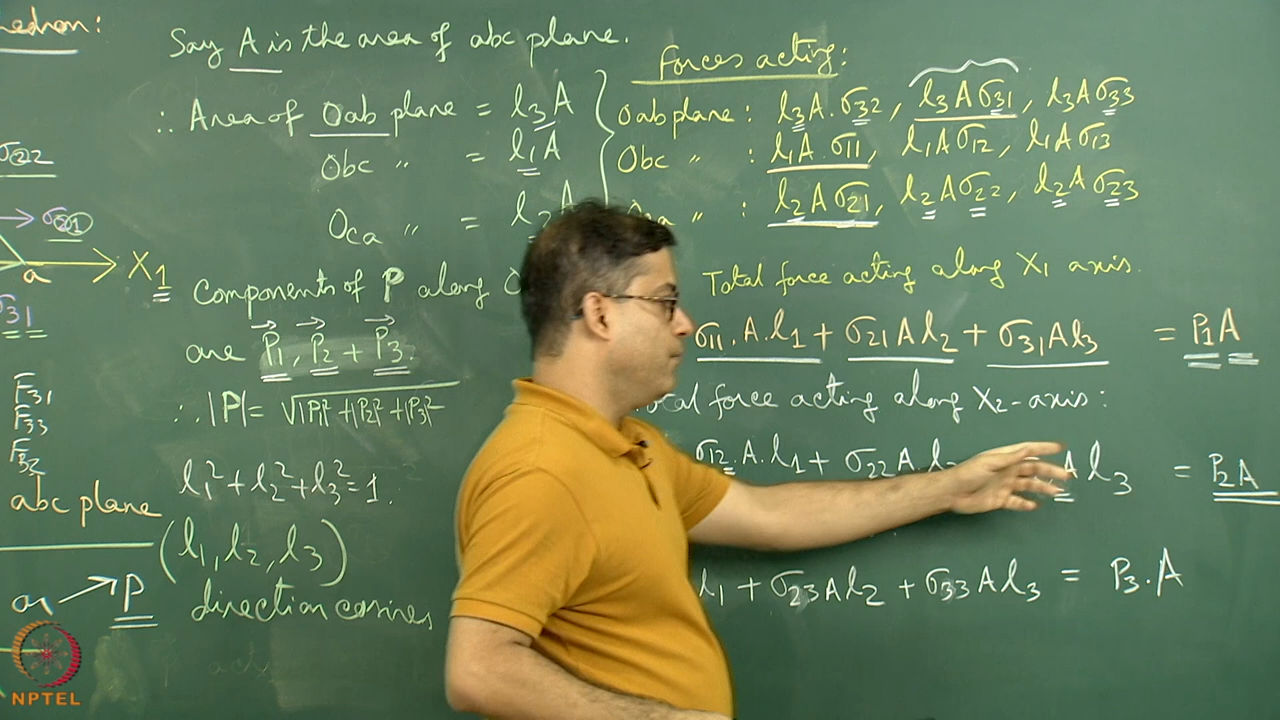 hedron:
Say A is the area of abc plane.
∴ Area of Oab plane = l3A
Obc " = l1A
Oca " = l2A
Forces acting:
Oab plane : l3A.σ32, l3Aσ31, l3Aσ33
Obc " : l1A.σ11, l1Aσ12, l1Aσ13
" : l2Aσ21, l2Aσ22, l2Aσ23
σ22
σ21
a
X1
σ31
Components of P along
are P1, P2 + P3.
∴ |P| = √|P1|²+|P2|²+|P3|²
l1²+l2²+l3²=1.
(l1, l2, l3)
direction cosines
F31
F33
F32
abc plane
P
Total force acting along X1 axis.
σ11.A.l1 + σ21Al2 + σ31Al3 = P1A
force acting along X2-axis:
σ12.A.l1 + σ22A Al3 = P2A
l1 + σ23Al2 + σ33Al3 = P3.A
NPTEL